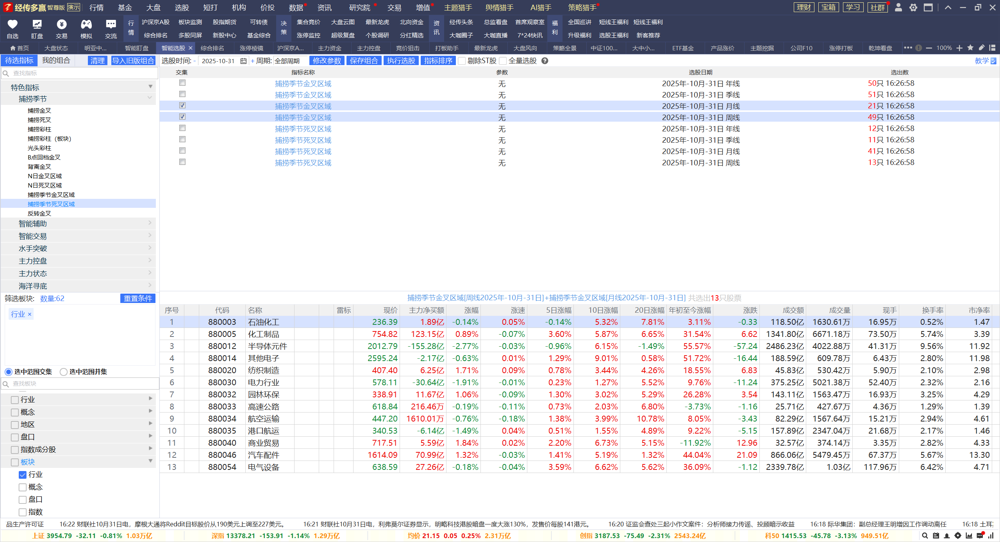 经传多赢 智尊版 演示 行情 基金 大盘 选股 短打 机构 价投 数据 资讯 研究院 交易 增值 主题猎手 舆情猎手 AI猎手 策略猎手 理财 宝箱 学习 社群
自选 盯盘 交易 模拟 交流
行情 沪深京A股 板块监测 股指期货 可转债 决策 集合竞价 大盘云图 最新龙虎 北向资金 资讯 经传头条 总监看盘 首席观察室 福利 全国巡讲 短线王福利 短线王福利
综合排名 多股同屏 新股中心 基金综合 涨停监控 超级复盘 个股调研 分红精选 大咖圈子 大咖直播 7*24快讯 升级福利 选股王福利 新客推荐
首页 大盘状态 明亚中... 智能盯盘 智能选股 × 综合排名 涨停棱镜 沪深京A... 主力资金 主力控盘 竞价狙击 打板助手 最新龙虎 大盘风向 策略全景 中证100... 大中小... ETF基金 产品涨价 主题挖掘 公司F10 涨停打板 乾坤看盘 ••• − 100% +
待选指标 我的组合 清理 导入旧版组合 选股时间: - 2025-10-31 + 周期: 全部周期 修改参数 保存组合 执行选股 指标排序 剔除ST股 全量选股 教学
查找指标
特色指标
捕捞季节
捕捞金叉
捕捞死叉
捕捞彩柱
捕捞彩柱（板块）
光头彩柱
B点回档金叉
背离金叉
N日金叉区域
N日死叉区域
捕捞季节金叉区域
捕捞季节死叉区域
反转金叉
智能辅助
智能交易
水手突破
主力控盘
主力状态
海洋寻底
交集 指标名称 参数 选股日期 选出数
捕捞季节金叉区域 无 2025年-10月-31日 年线 50只 16:26:58
捕捞季节金叉区域 无 2025年-10月-31日 季线 51只 16:26:58
捕捞季节金叉区域 无 2025年-10月-31日 月线 21只 16:26:58
捕捞季节金叉区域 无 2025年-10月-31日 周线 49只 16:26:58
捕捞季节死叉区域 无 2025年-10月-31日 年线 12只 16:26:58
捕捞季节死叉区域 无 2025年-10月-31日 季线 11只 16:26:58
捕捞季节死叉区域 无 2025年-10月-31日 月线 41只 16:26:58
捕捞季节死叉区域 无 2025年-10月-31日 周线 13只 16:26:58
筛选板块: 数量:62 重置条件
行业 ×
选中范围交集 选中范围并集
查找板块
行业
概念
地区
盘口
指数成分股
板块
行业
概念
盘口
指数
捕捞季节金叉区域[周线2025年-10月-31日]+捕捞季节金叉区域[月线2025年-10月-31日] 共选出13只股票
序号 代码 名称 雷标 现价 主力净买额 涨幅 涨速 5日涨幅 10日涨幅 20日涨幅 年初至今涨幅 涨跌 成交额 成交量 现手 换手率 市净率
1 880003 石油化工 236.39 1.89亿 -0.14% 0.05% -0.14% 5.32% 7.81% 3.11% -0.33 118.50亿 1630.61万 16.95万 0.52% 1.47
2 880005 化工制品 754.82 123.15亿 0.89% -0.07% 3.60% 5.87% 6.65% 31.54% 6.62 1341.80亿 6671.18万 73.50万 5.74% 3.39
3 880012 半导体元件 2012.79 -155.28亿 -2.77% -0.03% -0.96% 6.15% -1.49% 55.57% -57.24 2486.23亿 4022.88万 41.31万 9.56% 11.92
4 880014 其他电子 2595.24 -2.17亿 -0.63% 0.01% 1.29% 9.01% 0.58% 51.72% -16.44 188.59亿 609.78万 6.43万 2.80% 11.98
5 880020 纺织制造 407.40 6.25亿 1.71% 0.09% 0.78% 3.44% 4.26% 18.55% 6.83 45.83亿 530.42万 5.90万 2.10% 2.98
6 880030 电力行业 578.11 -30.64亿 -1.91% -0.01% 0.23% 1.27% 5.52% 9.76% -11.24 375.25亿 5021.38万 52.40万 2.32% 2.16
7 880032 园林环保 338.91 11.67亿 1.06% -0.09% 1.30% 3.02% 5.29% 26.28% 3.54 143.11亿 1563.47万 16.93万 3.25% 4.29
8 880033 高速公路 618.84 216.46万 -0.19% -0.11% 0.73% 2.03% 6.80% -3.73% -1.16 25.71亿 427.67万 4.36万 1.29% 1.39
9 880034 航空运输 447.20 1610.01万 -0.76% -0.18% 1.38% 3.99% 10.78% 8.05% -3.43 82.29亿 1567.64万 15.21万 2.94% 4.61
10 880035 港口航运 340.53 -6.14亿 -1.49% 0.04% 0.51% 1.55% 4.89% 9.22% -5.15 157.89亿 2347.04万 21.68万 2.17% 1.46
11 880040 商业贸易 717.51 5.59亿 1.84% 0.02% 2.20% 6.73% 5.15% -11.92% 12.96 32.57亿 374.14万 3.35万 2.82% 4.33
12 880046 汽车配件 1614.09 70.99亿 1.32% -0.03% 1.41% 5.19% 1.32% 44.04% 21.09 866.06亿 5479.45万 67.37万 5.67% 13.30
13 880054 电气设备 638.59 27.26亿 -0.18% -0.04% 3.59% 6.62% 5.62% 36.09% -1.12 2339.78亿 1.03亿 117.96万 6.42% 4.71
品生产许可证 16:22 财联社10月31日电，摩根大通将Reddit目标股价从190美元上调至227美元。 16:21 财联社10月31日电，利弗莫尔证券显示，明略科技港股暗盘一度大涨130%，发售价每股141港元。 16:20 证监会查处三起小作文案件：分析师接力传谣、投顾暗示收益 16:18 际华集团：副总经理王明增因工作调动离任 16:18 土耳
上证 3954.79 -32.11 -0.81% 1.03万亿 深指 13378.21 -153.91 -1.14% 1.29万亿 均价 21.15 0.05 0.25% 2.31万亿 创指 3187.53 -75.49 -2.31% 2543.24亿 科50 1415.53 -45.78 -3.13% 949.51亿